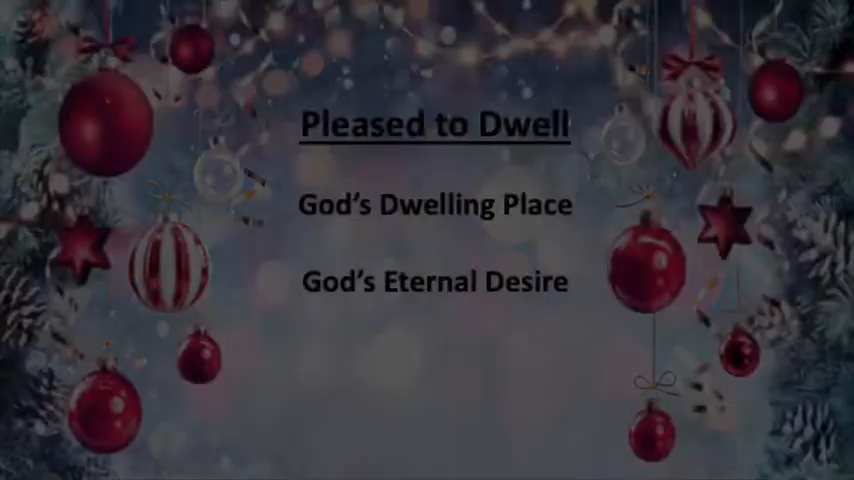 Pleased to Dwell
God’s Dwelling Place
God’s Eternal Desire